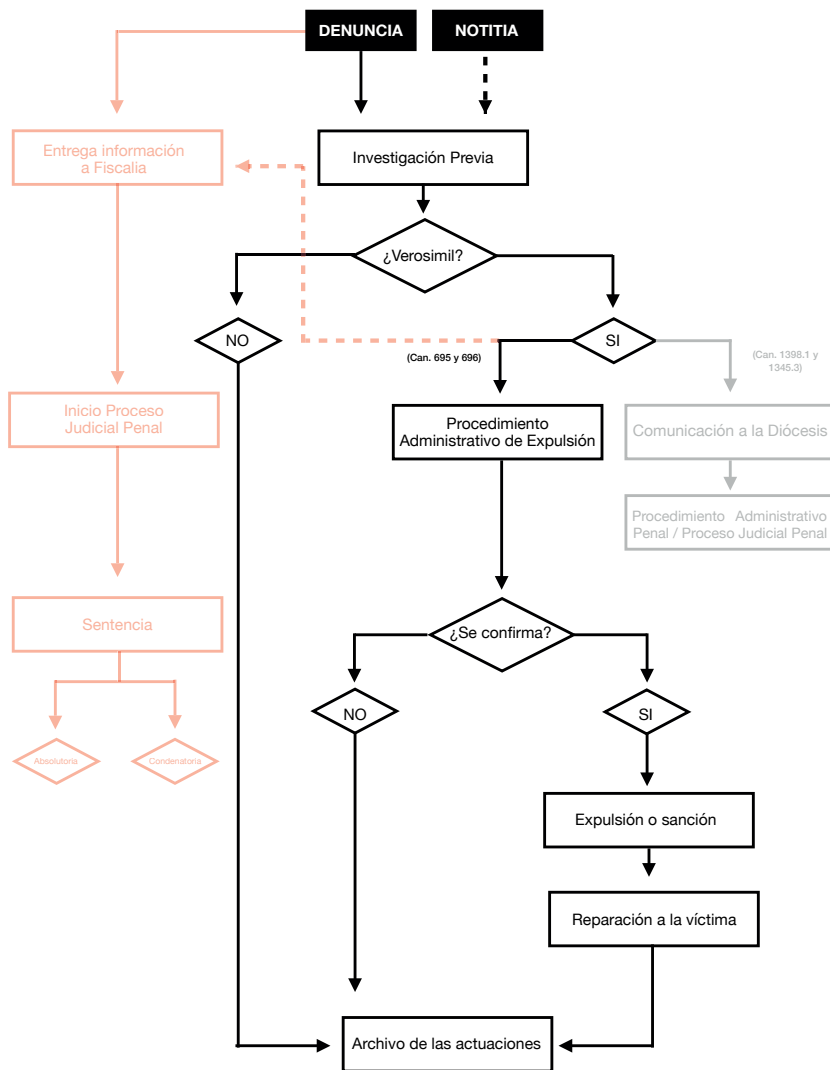 DENUNCIA
NOTITIA
Entrega información
a Fiscalia
Investigación Previa
¿Verosimil?
NO
SI
(Can. 695 y 696)
(Can. 1398.1 y
1345.3)
Inicio Proceso
Judicial Penal
Procedimiento
Administrativo de Expulsión
Comunicación a la Diócesis
Procedimiento Administrativo
Penal / Proceso Judicial Penal
Sentencia
¿Se confirma?
NO
SI
Absolutoria
Condenatoria
Expulsión o sanción
Reparación a la víctima
Archivo de las actuaciones